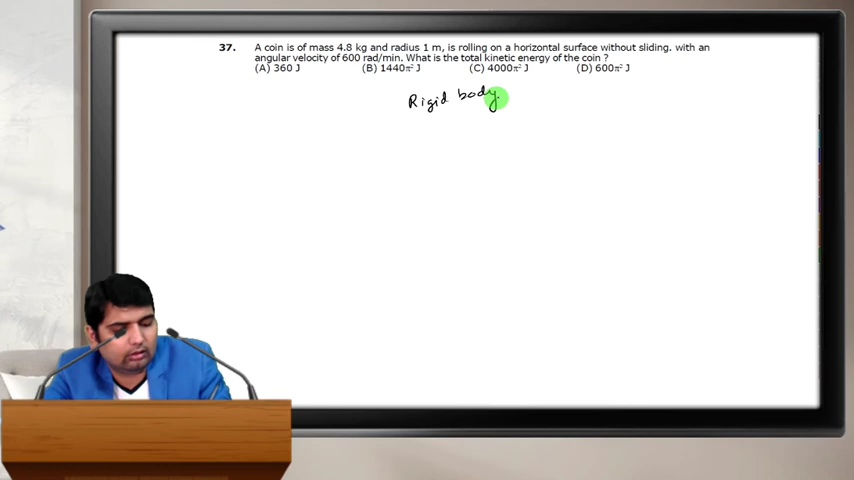 37. A coin is of mass 4.8 kg and radius 1 m, is rolling on a horizontal surface without sliding. with an
angular velocity of 600 rad/min. What is the total kinetic energy of the coin ?
(A) 360 J (B) 1440π² J (C) 4000π² J (D) 600π² J
Rigid body.